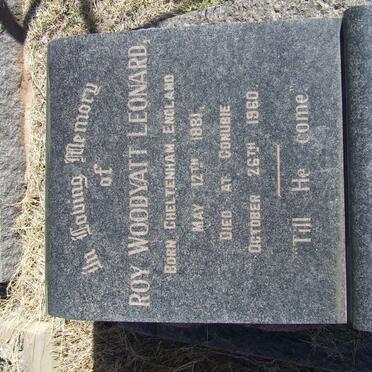 In Loving Memory
of
ROY WOODYATT LEONARD,
BORN CHELTENHAM ENGLAND
MAY 12TH 1881,
DIED AT GONUBIE
OCTOBER 26TH 1960.
"Till He come"